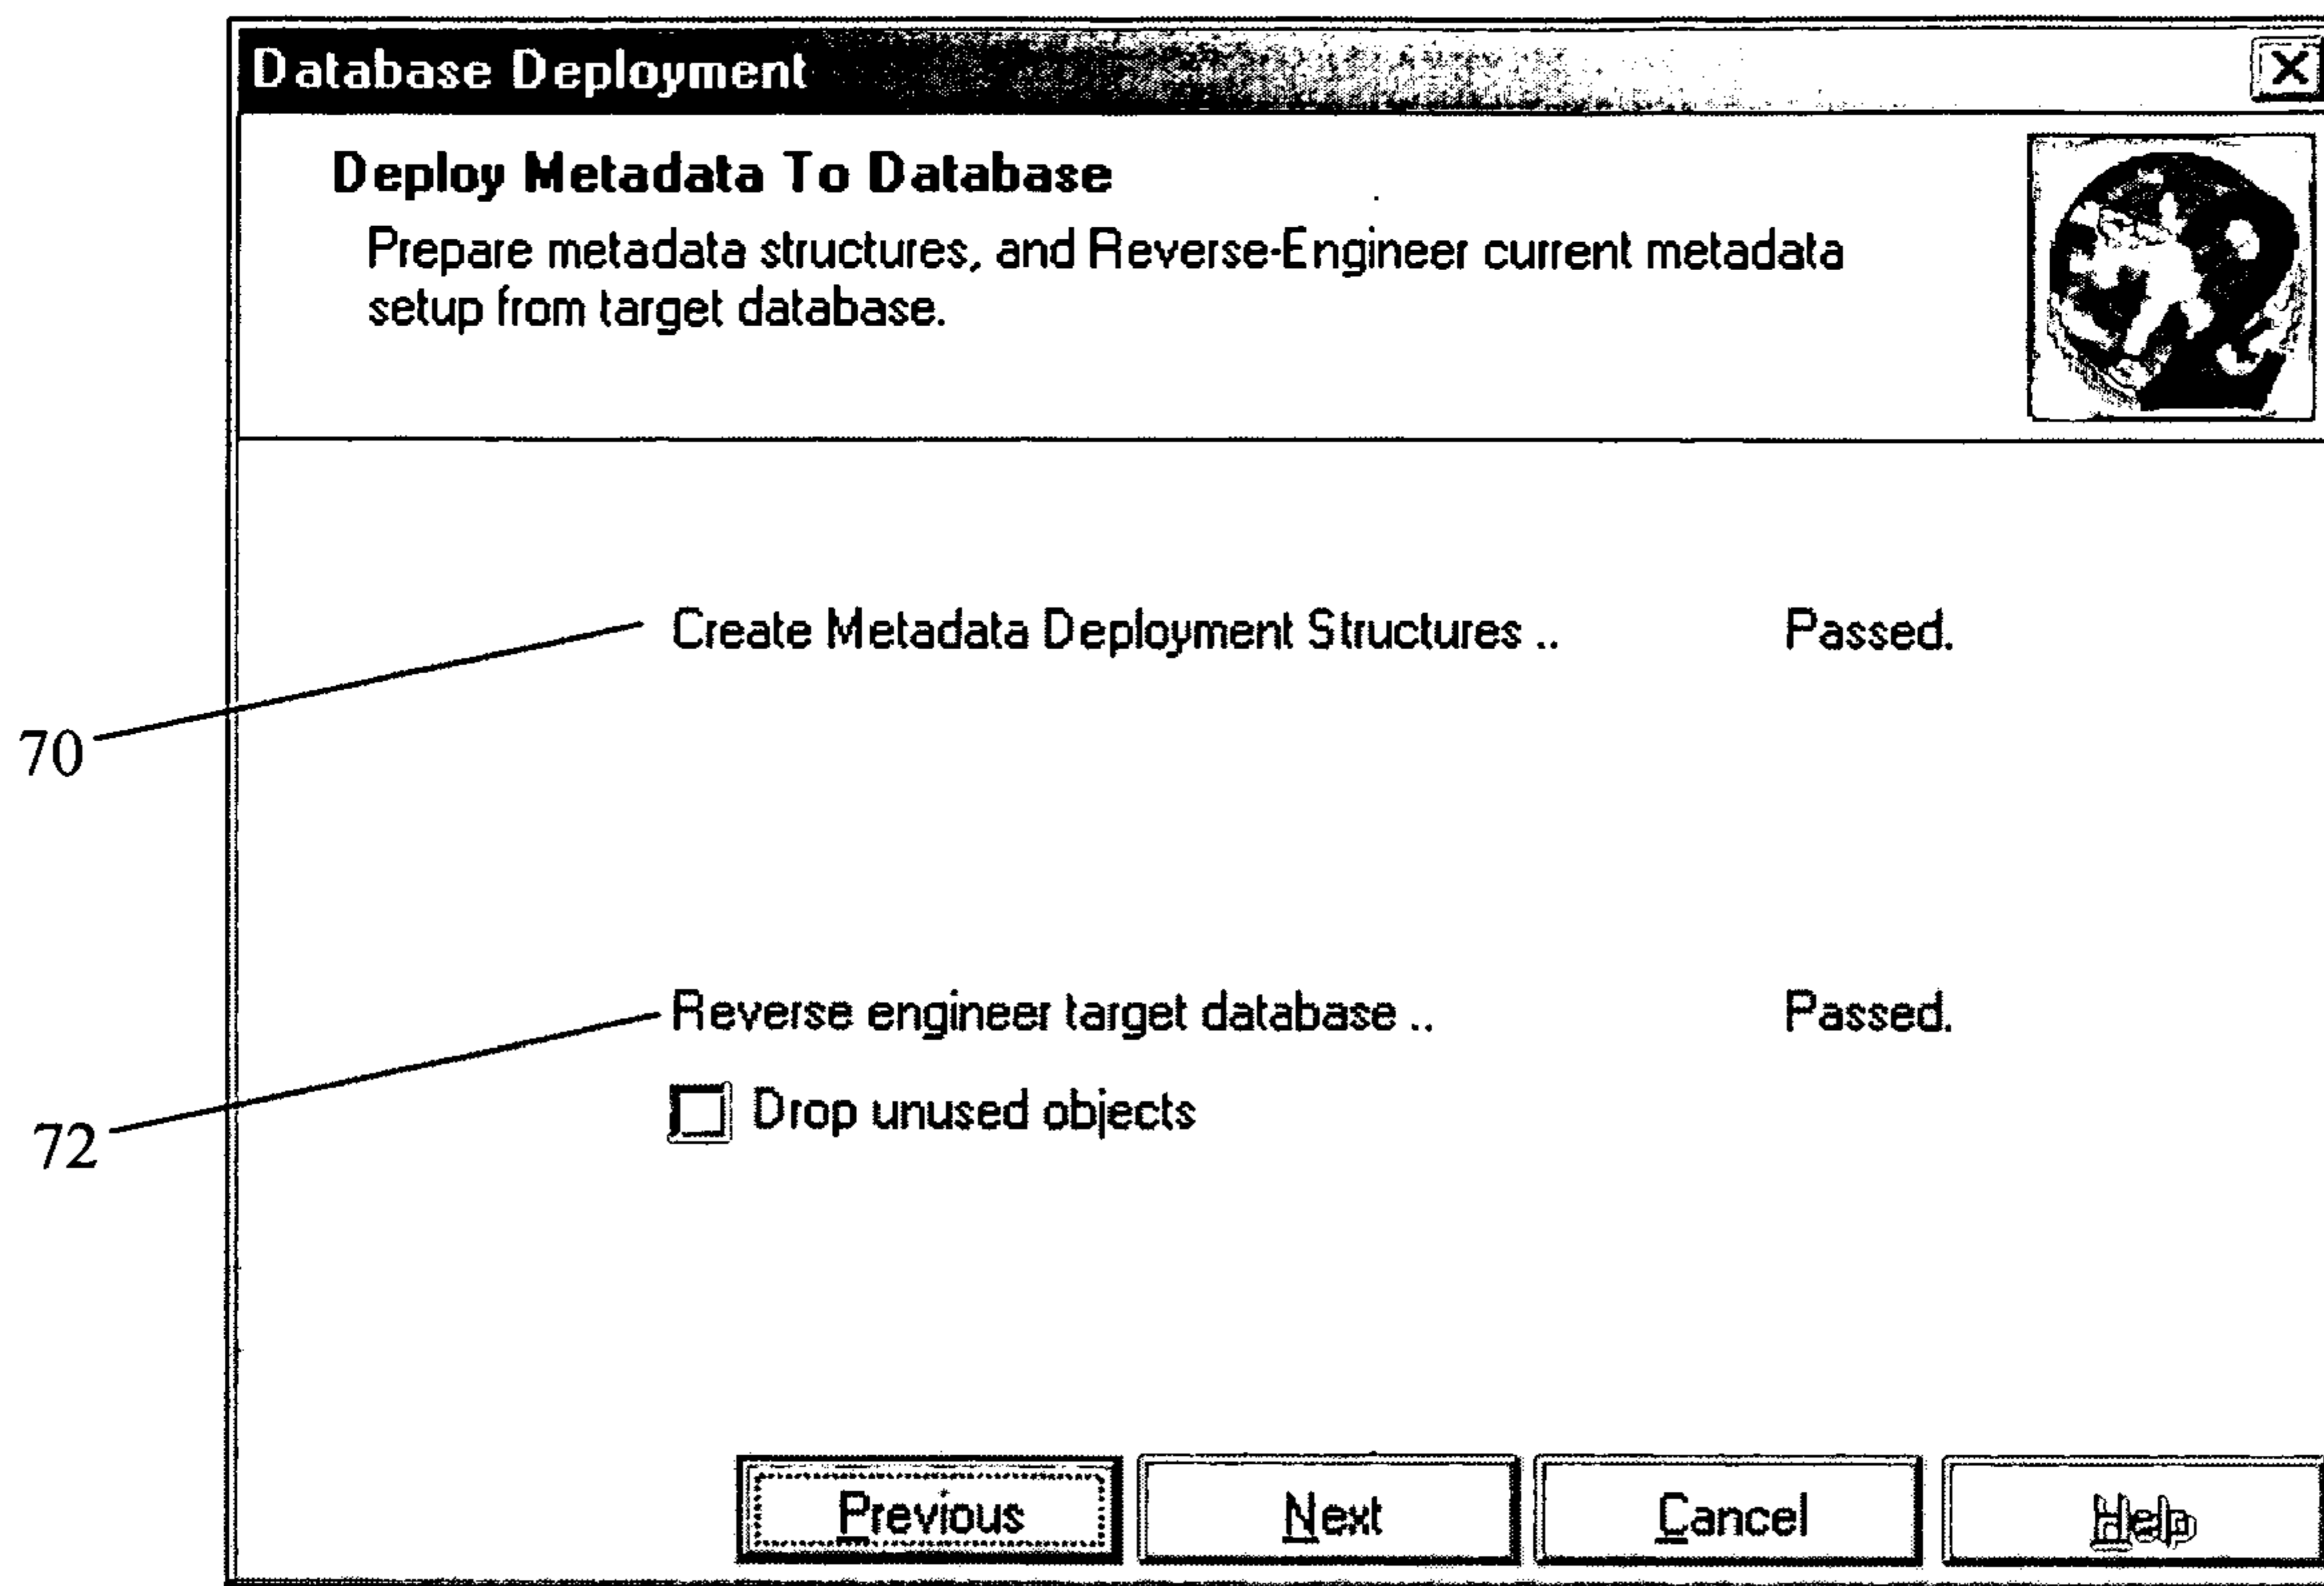 Database Deployment
Deploy Metadata To Database
Prepare metadata structures, and Reverse-Engineer current metadata
setup from target database.
Create Metadata Deployment Structures .. Passed.
70
Reverse engineer target database .. Passed.
Drop unused objects
72
Previous Next Cancel Help